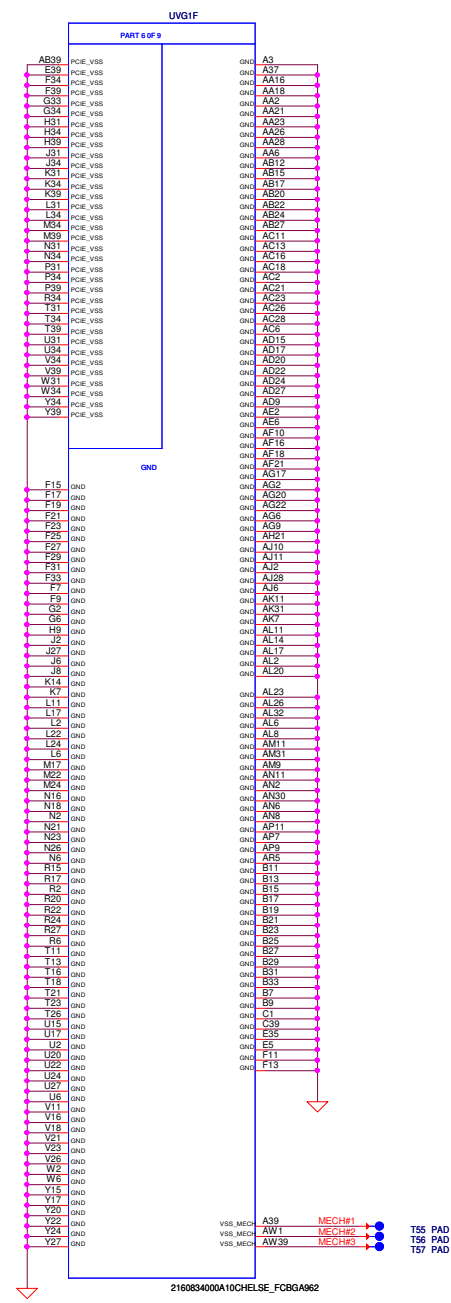 UVG1F
PART 6 0F 9
AB39 PCIE_VSS
E39 PCIE_VSS
F34 PCIE_VSS
F39 PCIE_VSS
G33 PCIE_VSS
G34 PCIE_VSS
H31 PCIE_VSS
H34 PCIE_VSS
H39 PCIE_VSS
J31 PCIE_VSS
J34 PCIE_VSS
K31 PCIE_VSS
K34 PCIE_VSS
K39 PCIE_VSS
L31 PCIE_VSS
L34 PCIE_VSS
M34 PCIE_VSS
M39 PCIE_VSS
N31 PCIE_VSS
N34 PCIE_VSS
P31 PCIE_VSS
P34 PCIE_VSS
P39 PCIE_VSS
R34 PCIE_VSS
T31 PCIE_VSS
T34 PCIE_VSS
T39 PCIE_VSS
U31 PCIE_VSS
U34 PCIE_VSS
V34 PCIE_VSS
V39 PCIE_VSS
W31 PCIE_VSS
W34 PCIE_VSS
Y34 PCIE_VSS
Y39 PCIE_VSS
GND
F15 GND
F17 GND
F19 GND
F21 GND
F23 GND
F25 GND
F27 GND
F29 GND
F31 GND
F33 GND
F7 GND
F9 GND
G2 GND
G6 GND
H9 GND
J2 GND
J27 GND
J6 GND
J8 GND
K14 GND
K7 GND
L11 GND
L17 GND
L2 GND
L22 GND
L24 GND
L6 GND
M17 GND
M22 GND
M24 GND
N16 GND
N18 GND
N2 GND
N21 GND
N23 GND
N26 GND
N6 GND
R15 GND
R17 GND
R2 GND
R20 GND
R22 GND
R24 GND
R27 GND
R6 GND
T11 GND
T13 GND
T16 GND
T18 GND
T21 GND
T23 GND
T26 GND
U15 GND
U17 GND
U2 GND
U20 GND
U22 GND
U24 GND
U27 GND
U6 GND
V11 GND
V16 GND
V18 GND
V21 GND
V23 GND
V26 GND
W2 GND
W6 GND
Y15 GND
Y17 GND
Y20 GND
Y22 GND
Y24 GND
Y27 GND
GND A3
GND A37
GND AA16
GND AA18
GND AA2
GND AA21
GND AA23
GND AA26
GND AA28
GND AA6
GND AB12
GND AB15
GND AB17
GND AB20
GND AB22
GND AB24
GND AB27
GND AC11
GND AC13
GND AC16
GND AC18
GND AC2
GND AC21
GND AC23
GND AC26
GND AC28
GND AC6
GND AD15
GND AD17
GND AD20
GND AD22
GND AD24
GND AD27
GND AD9
GND AE2
GND AE6
GND AF10
GND AF16
GND AF18
GND AF21
GND AG17
GND AG2
GND AG20
GND AG22
GND AG6
GND AG9
GND AH21
GND AJ10
GND AJ11
GND AJ2
GND AJ28
GND AJ6
GND AK11
GND AK31
GND AK7
GND AL11
GND AL14
GND AL17
GND AL2
GND AL20
GND AL23
GND AL26
GND AL32
GND AL6
GND AL8
GND AM11
GND AM31
GND AM9
GND AN11
GND AN2
GND AN30
GND AN6
GND AN8
GND AP11
GND AP7
GND AP9
GND AR5
GND B11
GND B13
GND B15
GND B17
GND B19
GND B21
GND B23
GND B25
GND B27
GND B29
GND B31
GND B33
GND B7
GND B9
GND C1
GND C39
GND E35
GND E5
GND F11
GND F13
VSS_MECH A39 MECH#1 T55 PAD
VSS_MECH AW1 MECH#2 T56 PAD
VSS_MECH AW39 MECH#3 T57 PAD
2160834000A10CHELSE_FCBGA962